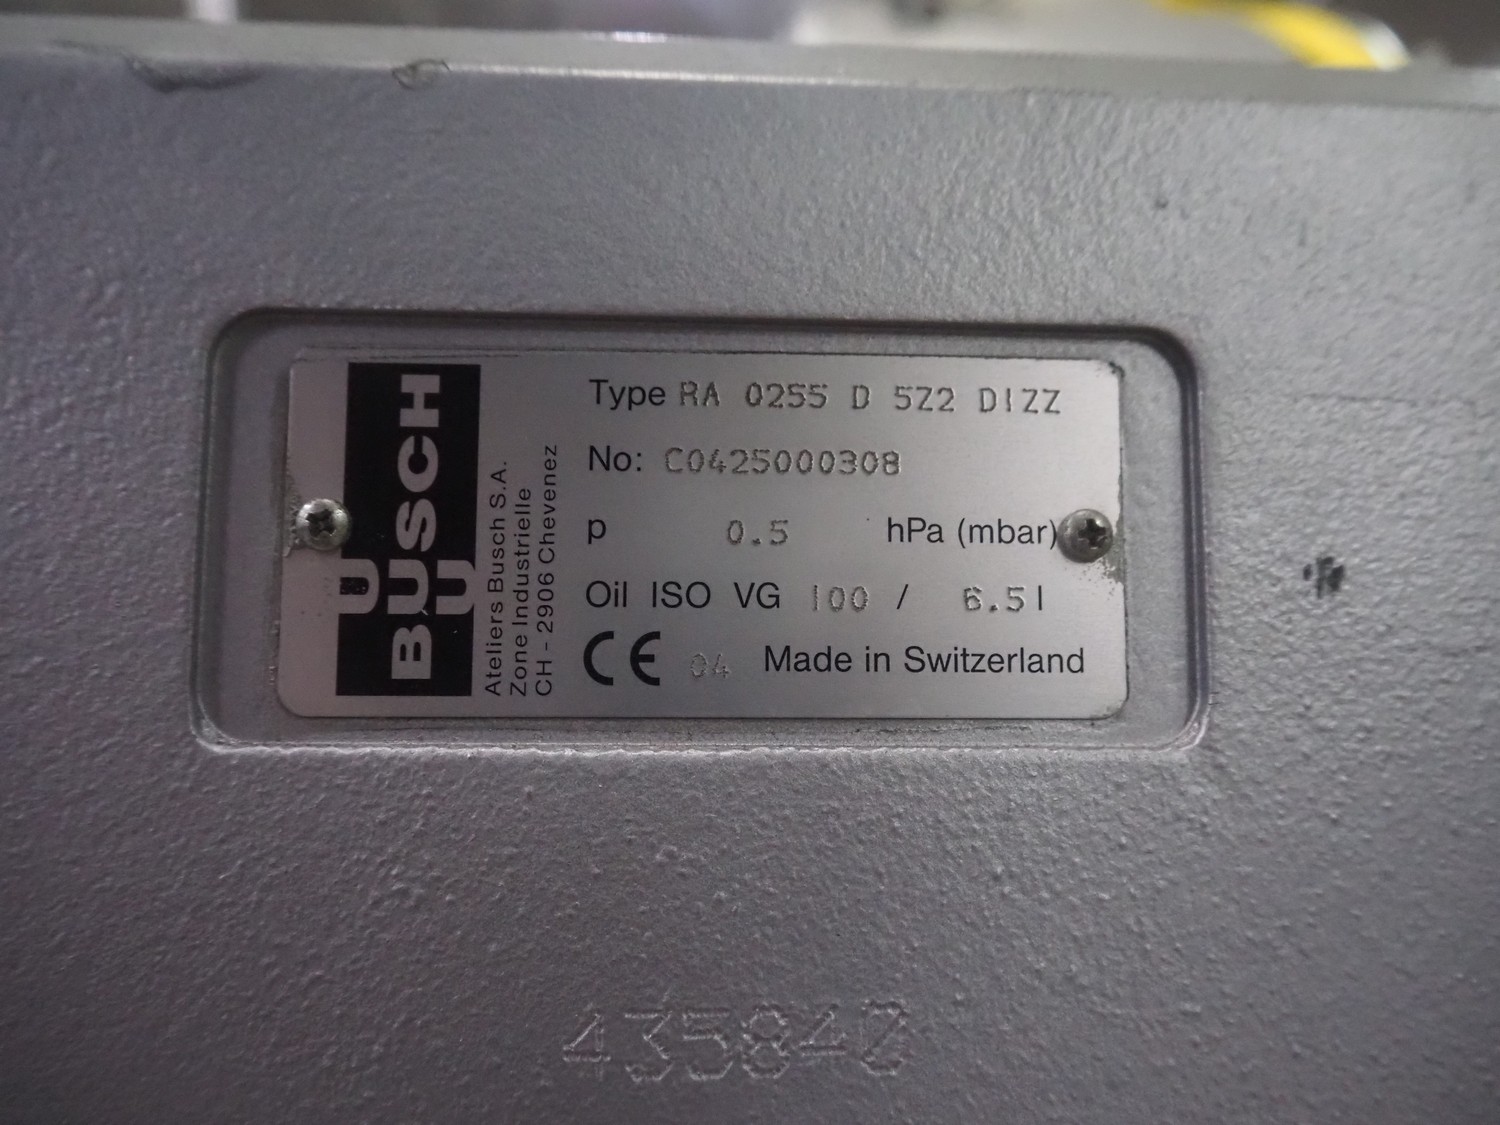 U
BUSCH
U
Ateliers Busch S.A.
Zone Industrielle
CH - 2906 Chevenez
Type RA 0255 D 5Z2 DIZZ
No: C0425000308
p 0.5 hPa (mbar)
Oil ISO VG 100 / 6.5 l
CE 04 Made in Switzerland
435840